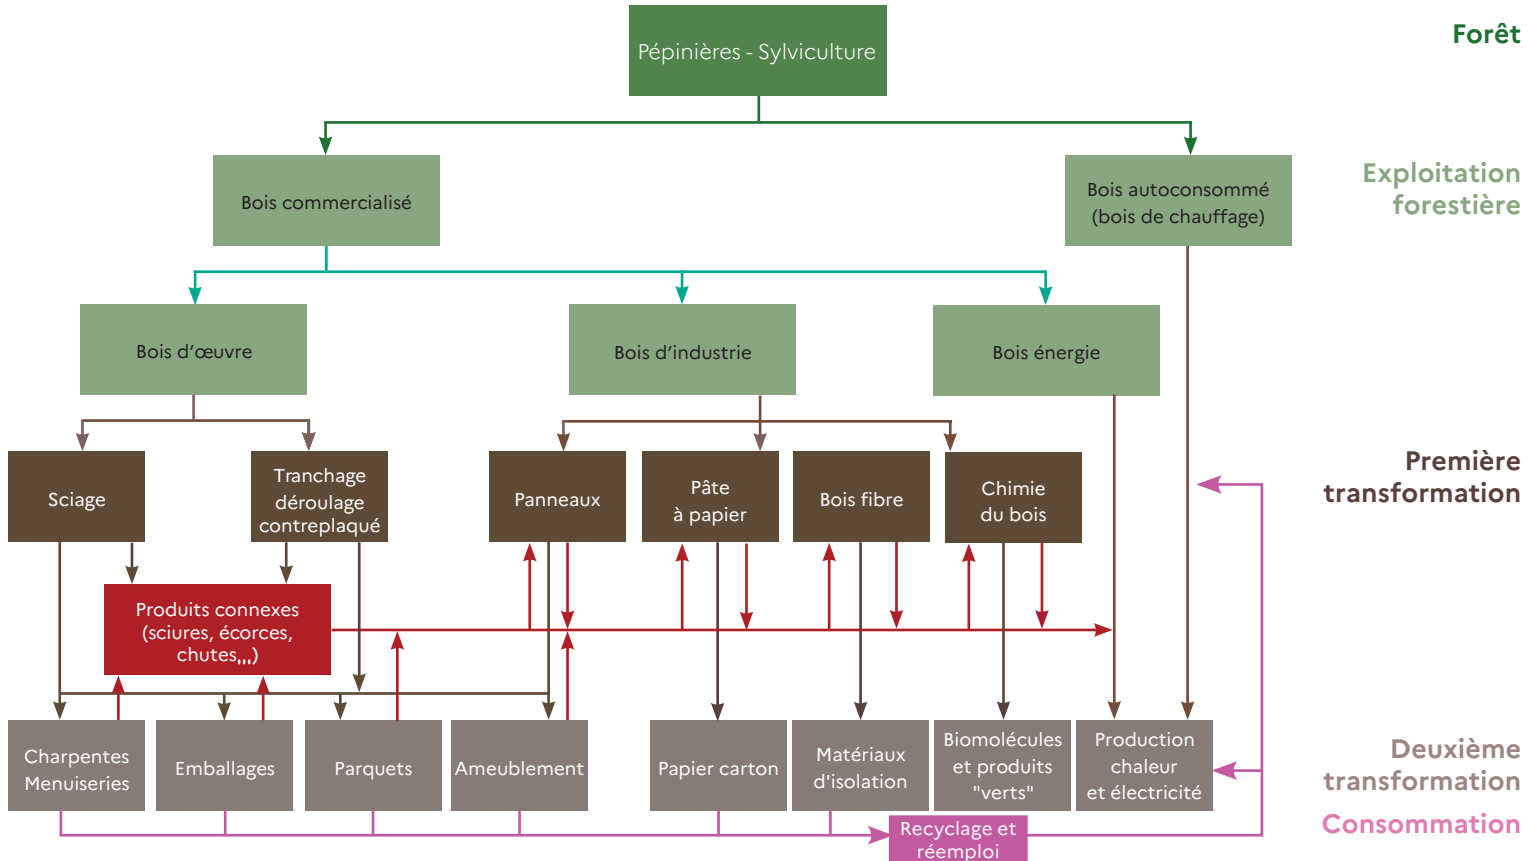 Pépinières - Sylviculture
Forêt
Bois commercialisé
Bois autoconsommé
(bois de chauffage)
Exploitation
forestière
Bois d'œuvre
Bois d'industrie
Bois énergie
Sciage
Tranchage
déroulage
contreplaqué
Panneaux
Pâte
à papier
Bois fibre
Chimie
du bois
Première
transformation
Produits connexes
(sciures, écorces,
chutes,,,)
Charpentes
Menuiseries
Emballages
Parquets
Ameublement
Papier carton
Matériaux
d'isolation
Biomolécules
et produits
"verts"
Production
chaleur
et électricité
Deuxième
transformation
Recyclage et
réemploi
Consommation